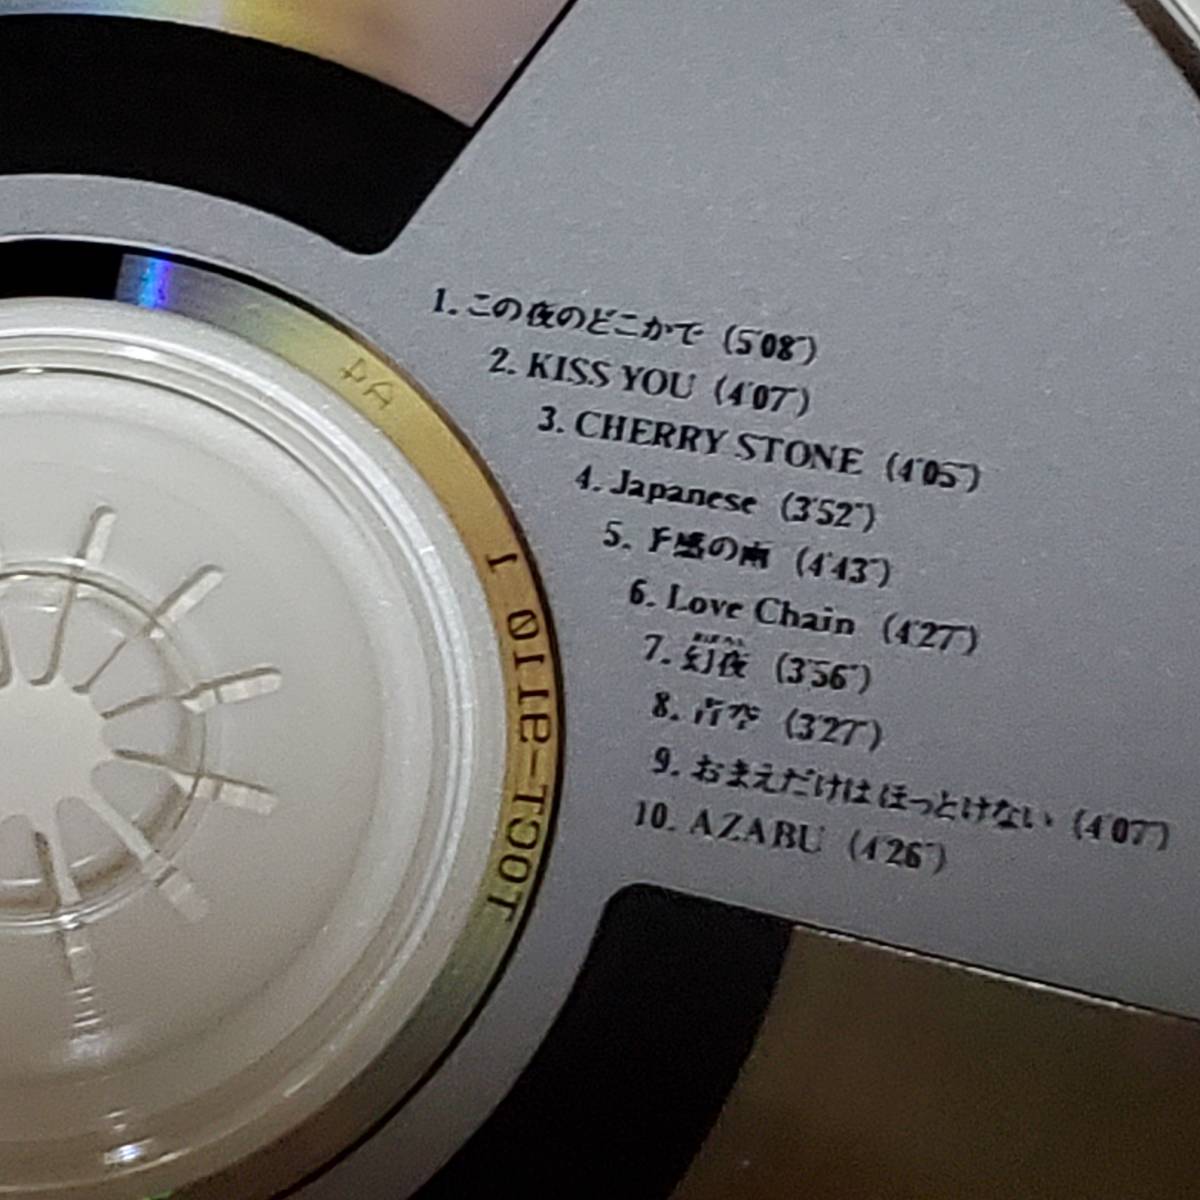 1. この夜のどこかで (5'08")
2. KISS YOU (4'07")
3. CHERRY STONE (4'05")
4. Japanese (3'52")
5. 予感の雨 (4'43")
6. Love Chain (4'27")
7. 幻夜 (3'56")
8. 青空 (3'27")
9. おまえだけは ほっとけない (4'07")
10. AZABU (4'26")
TOCT-8110 1